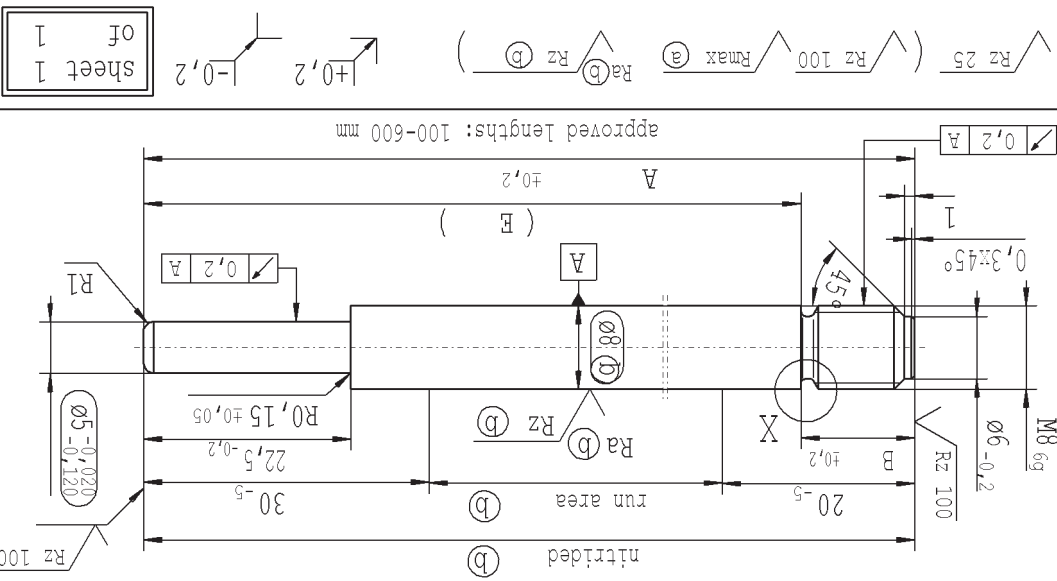 nitrided b
Rz 100
20 -5
run area b
30 -5
B ±0,2
22,5 -0,2
M8 6g
ø6 -0,2
Rz 100
X
Ra b
Rz b
R0,15 ±0,05
ø5 -0,020 -0,120
ø8 b
45°
0,3x45°
1
A
0,2 A
R1
( E )
A ±0,2
0,2 A
approved lengths: 100-600 mm
Rz 25 ( Rz 100 Rmax a Ra b Rz b )
+0,2
-0,2
sheet 1
of 1